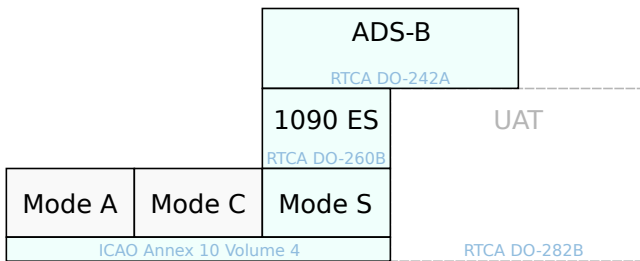 ADS-B
RTCA DO-242A
1090 ES
UAT
RTCA DO-260B
Mode A
Mode C
Mode S
ICAO Annex 10 Volume 4
RTCA DO-282B